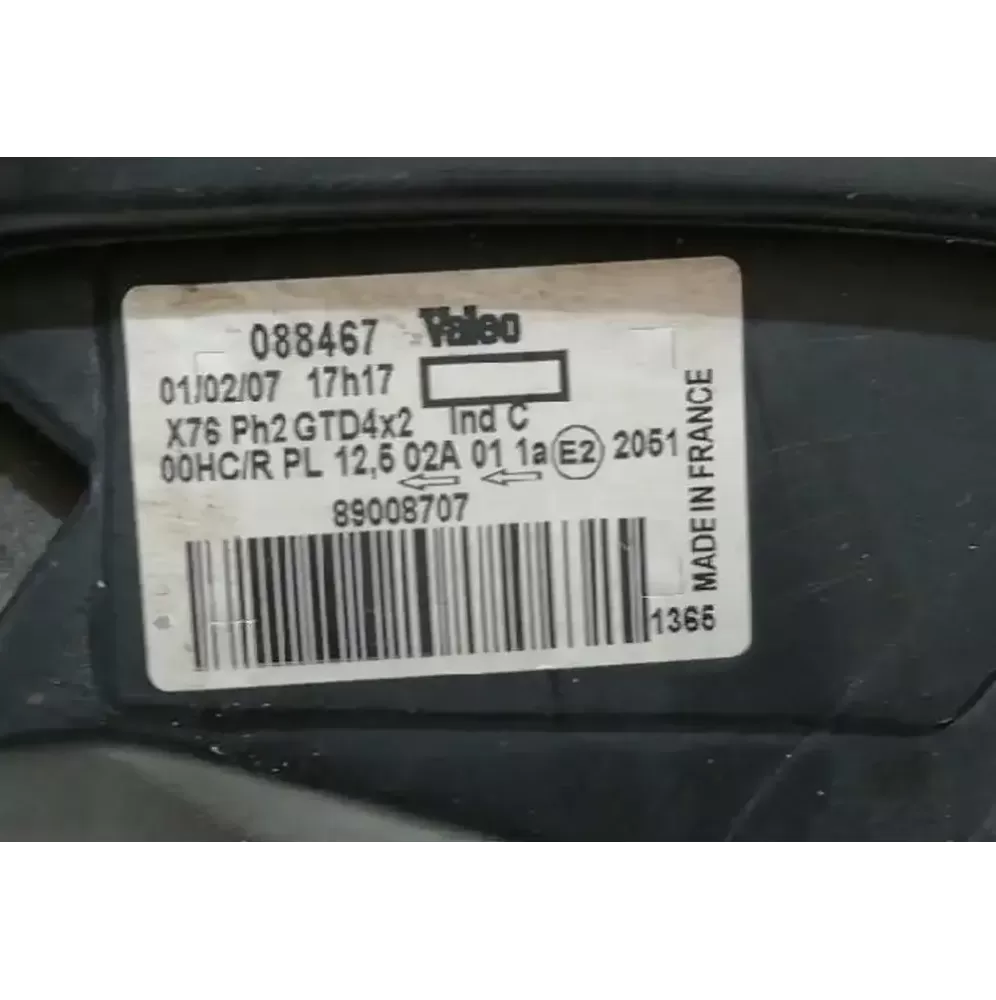 088467 Valeo
01/02/07 17h17
X76 Ph2 GTD4x2 Ind C
00HC/R PL 12,5 02A 01 1a E2 2051
89008707
1365
MADE IN FRANCE